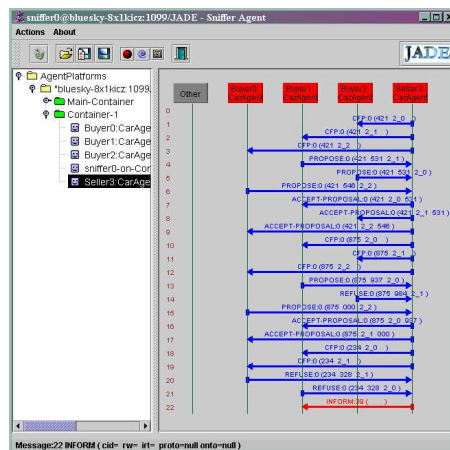 sniffer0@bluesky-8x1kicz:1099/JADE - Sniffer Agent
Actions About
JADE
AgentPlatforms
"bluesky-8x1kicz:1099.
Main-Container
Container-1
Buyer0:CarAge
Buyer1:CarAge
Buyer2:CarAge
sniffer0-on-Cor
Seller3:CarAge
Other
Buyer0 CarAgent
Buyer1 CarAgent
Buyer2 CarAgent
Seller3 CarAgent
0
1 CFP:0 (421 2_0 )
2 CFP:0 (421 2_1 )
3 CFP:0 (421 2_2 )
4 PROPOSE:0 (421 531 2_1 )
5 PROPOSE:0 (421 531 2_0 )
6 PROPOSE:0 (421 546 2_2 )
7 ACCEPT-PROPOSAL:0 (421 2_0 531 )
8 ACCEPT-PROPOSAL:0 (421 2_1 531 )
9 ACCEPT-PROPOSAL:0 (421 2_2 546 )
10 CFP:0 (875 2_0 )
11 CFP:0 (875 2_1 )
12 CFP:0 (875 2_2 )
13 PROPOSE:0 (875 937 2_0 )
14 REFUSE:0 (875 984 2_1 )
15 PROPOSE:0 (875 000 2_2 )
16 ACCEPT-PROPOSAL:0 (875 2_0 937 )
17 ACCEPT-PROPOSAL:0 (875 2_1 000 )
18 CFP:0 (234 2_0 )
19 CFP:0 (234 2_1 )
20 REFUSE:0 (234 328 2_1 )
21 REFUSE:0 (234 328 2_0 )
22 INFORM:39 ( )
Message:22 INFORM ( cid= rw= irt= proto=null onto=null )